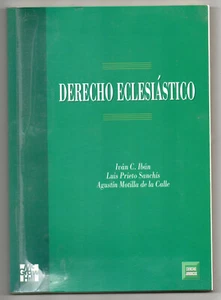 DERECHO ECLESIÁSTICO
Iván C. Ibán
Luis Prieto Sanchís
Agustín Motilla de la Calle